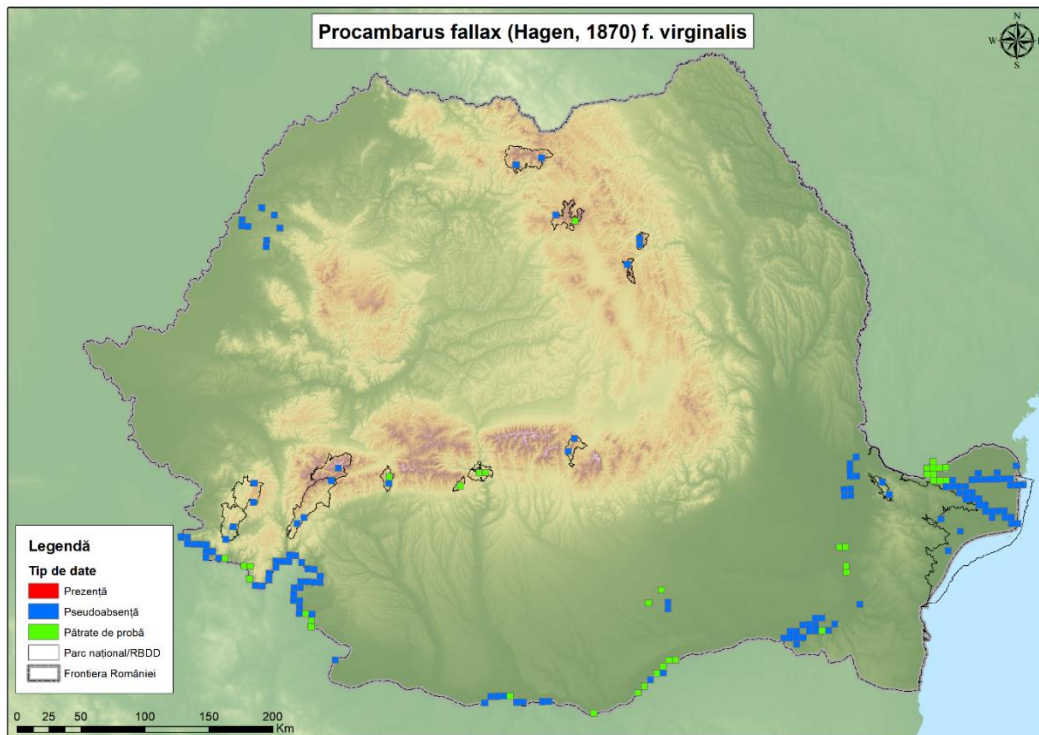 Procambarus fallax (Hagen, 1870) f. virginalis
N
W
S
Legendă
Tip de date
Prezență
Pseudoabsență
Pătrate de probă
Parc național/RBDD
Frontiera României
0 50 100 150 200
Km